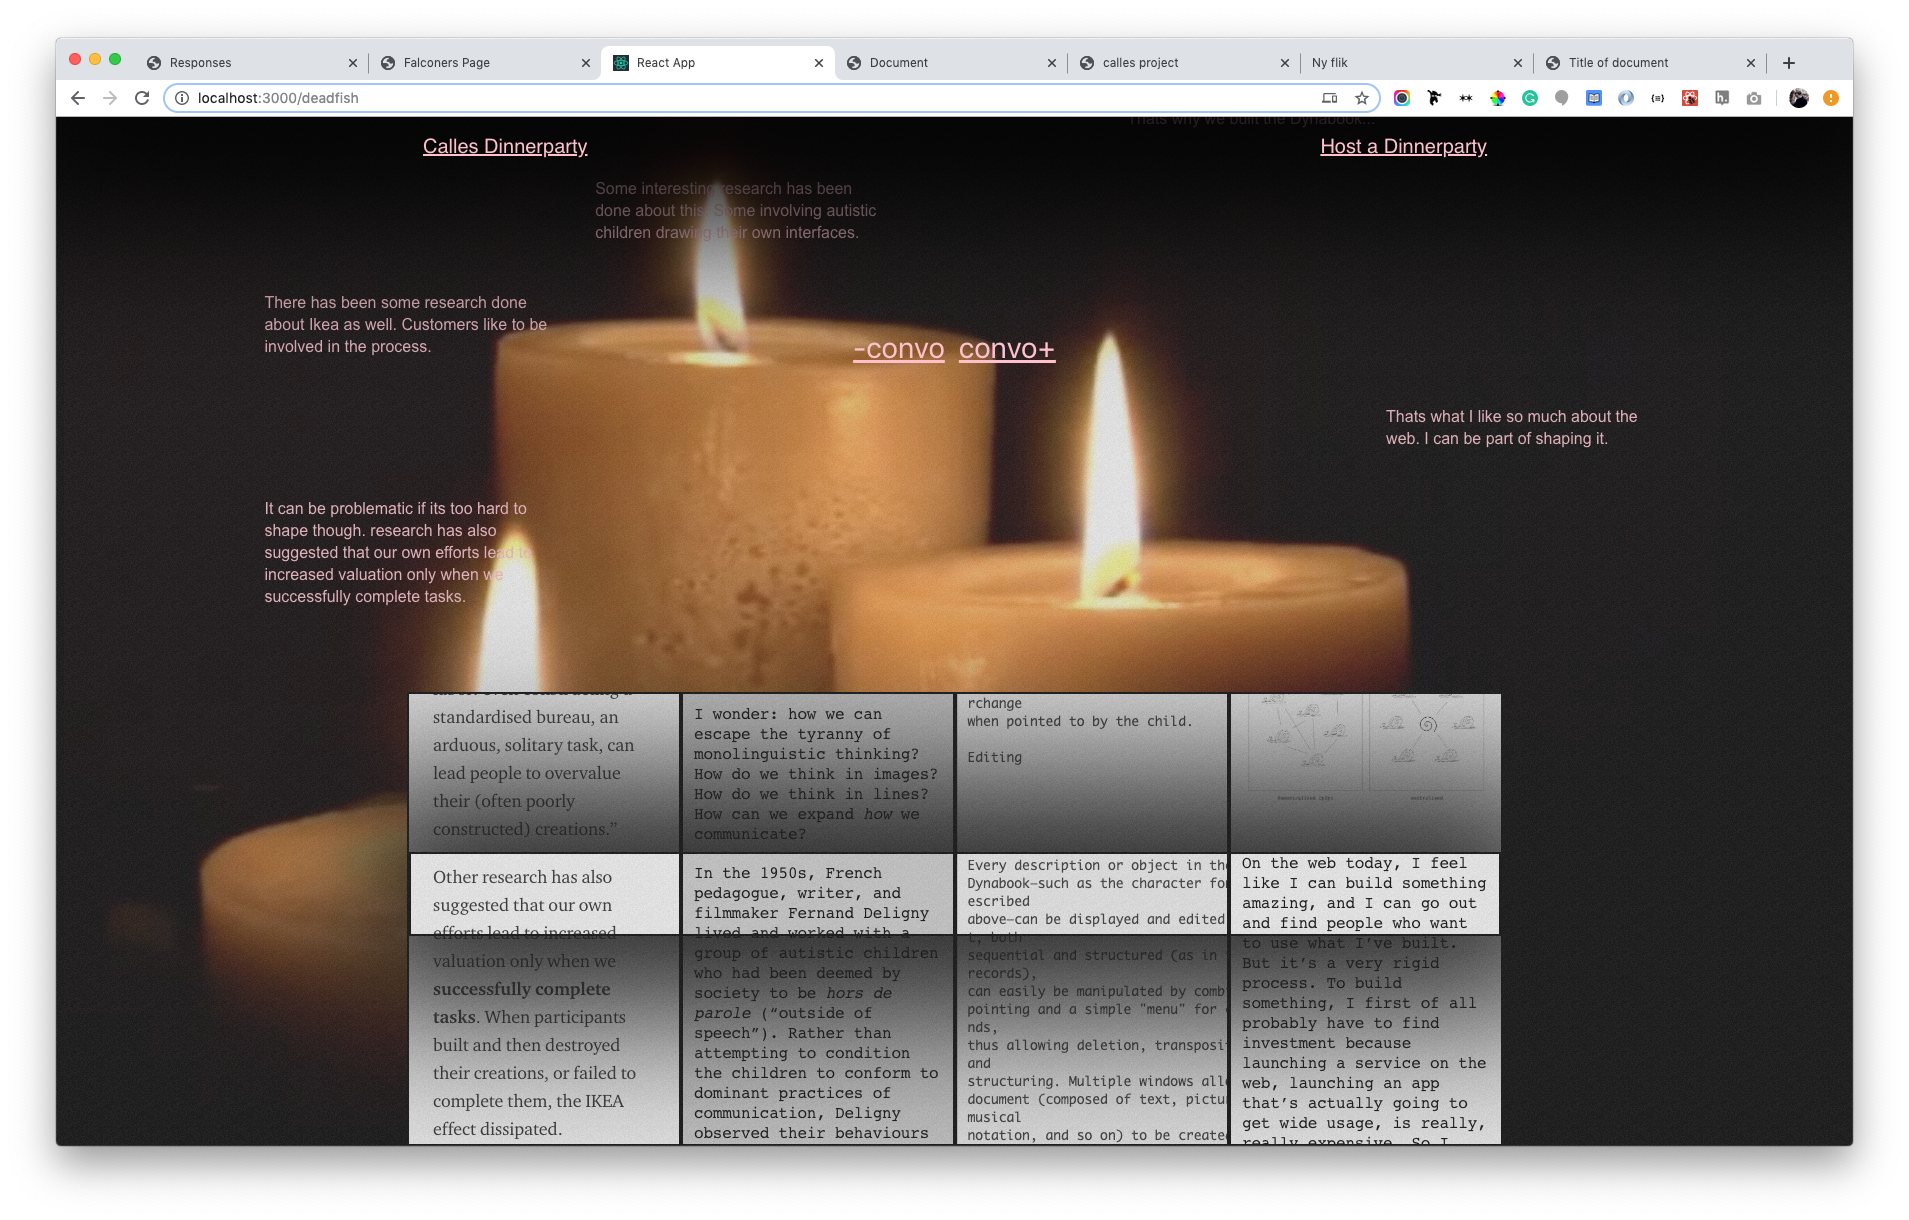 Responses
Falconers Page
React App
Document
calles project
Ny flik
Title of document
localhost:3000/deadfish
Thats why we built the Dynabook...
Calles Dinnerparty
Host a Dinnerparty
Some interesting research has been
done about this. Some involving autistic
children drawing their own interfaces.
There has been some research done
about Ikea as well. Customers like to be
involved in the process.
-convo convo+
Thats what I like so much about the
web. I can be part of shaping it.
It can be problematic if its too hard to
shape though. research has also
suggested that our own efforts lead to
increased valuation only when we
successfully complete tasks.
standardised bureau, an
arduous, solitary task, can
lead people to overvalue
their (often poorly
constructed) creations.”
Other research has also
suggested that our own
efforts lead to increased
valuation only when we
successfully complete
tasks. When participants
built and then destroyed
their creations, or failed to
complete them, the IKEA
effect dissipated.
I wonder: how we can
escape the tyranny of
monolinguistic thinking?
How do we think in images?
How do we think in lines?
How can we expand how we
communicate?
In the 1950s, French
pedagogue, writer, and
filmmaker Fernand Deligny
lived and worked with a
group of autistic children
who had been deemed by
society to be hors de
parole (“outside of
speech”). Rather than
attempting to condition
the children to conform to
dominant practices of
communication, Deligny
observed their behaviours
rchange
when pointed to by the child.
Editing
Every description or object in the
Dynabook—such as the character fo
escribed
above—can be displayed and edited
t, both
sequential and structured (as in
records),
can easily be manipulated by comb
pointing and a simple "menu" for
nds,
thus allowing deletion, transposi
and
structuring. Multiple windows all
document (composed of text, pictu
musical
notation, and so on) to be create
On the web today, I feel
like I can build something
amazing, and I can go out
and find people who want
to use what I’ve built.
But it’s a very rigid
process. To build
something, I first of all
probably have to find
investment because
launching a service on the
web, launching an app
that’s actually going to
get wide usage, is really,
really expensive. So I